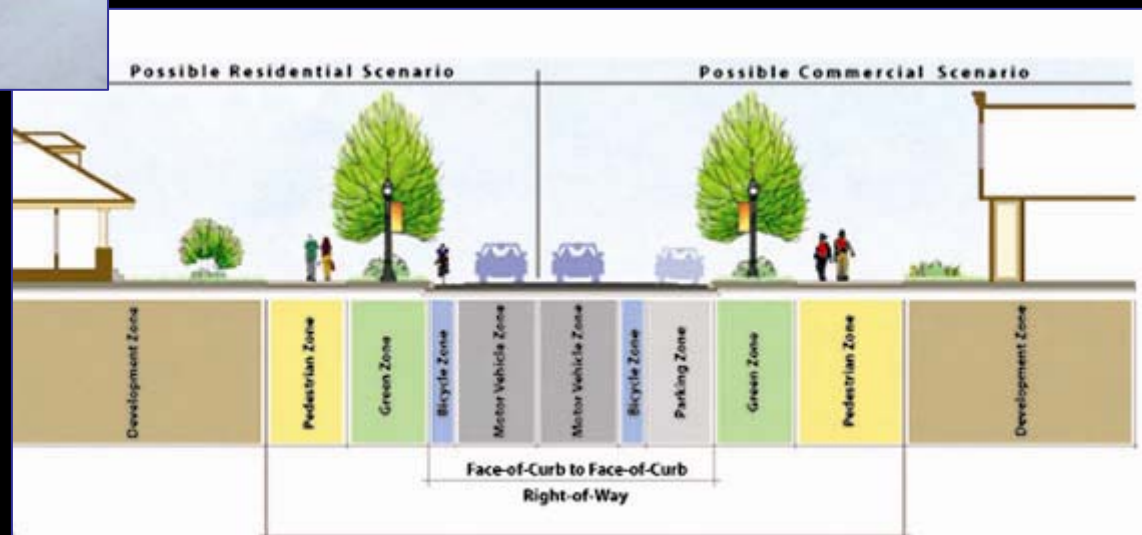 Possible Residential Scenario
Possible Commercial Scenario
Development Zone
Pedestrian Zone
Green Zone
Bicycle Zone
Motor Vehicle Zone
Motor Vehicle Zone
Bicycle Zone
Parking Zone
Green Zone
Pedestrian Zone
Development Zone
Face-of-Curb to Face-of-Curb
Right-of-Way